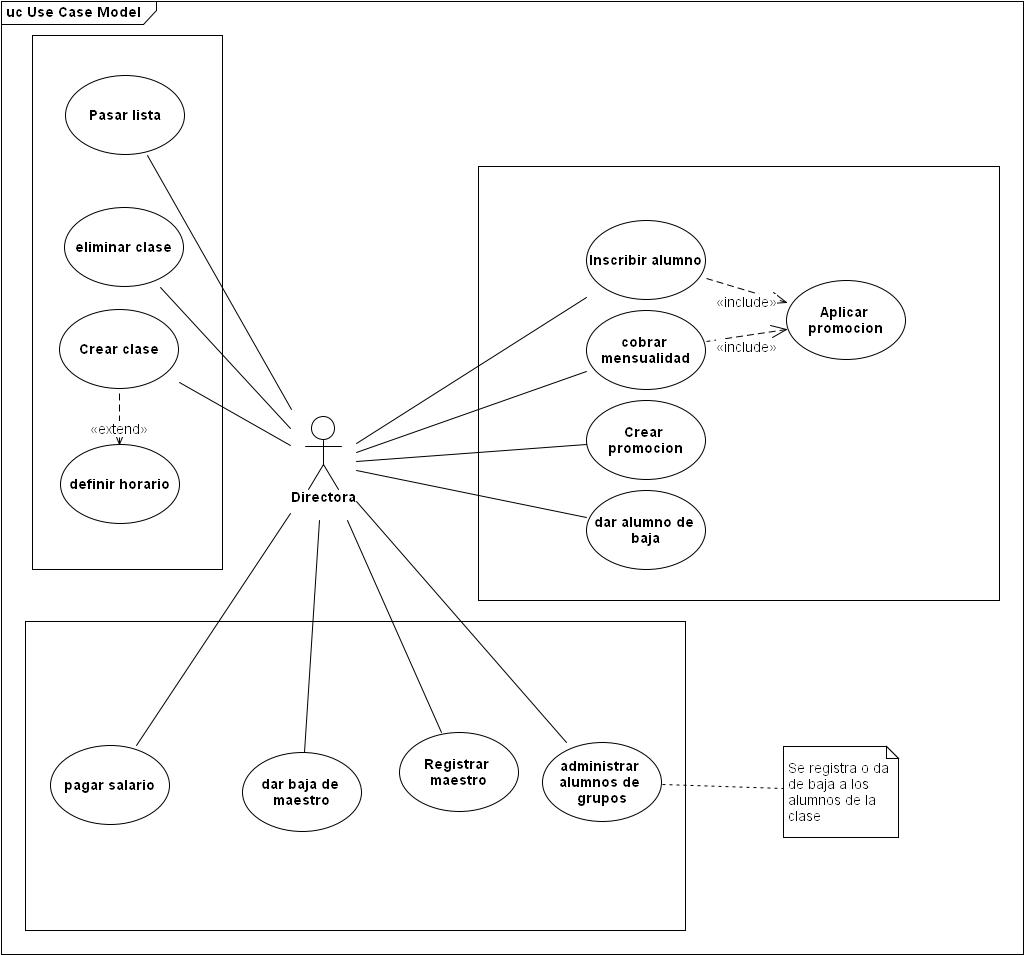 uc Use Case Model
Pasar lista
eliminar clase
Crear clase
«extend»
definir horario
Directora
Inscribir alumno
«include»
Aplicar
promocion
cobrar
mensualidad
«include»
Crear
promocion
dar alumno de
baja
pagar salario
dar baja de
maestro
Registrar
maestro
administrar
alumnos de
grupos
Se registra o da
de baja a los
alumnos de la
clase